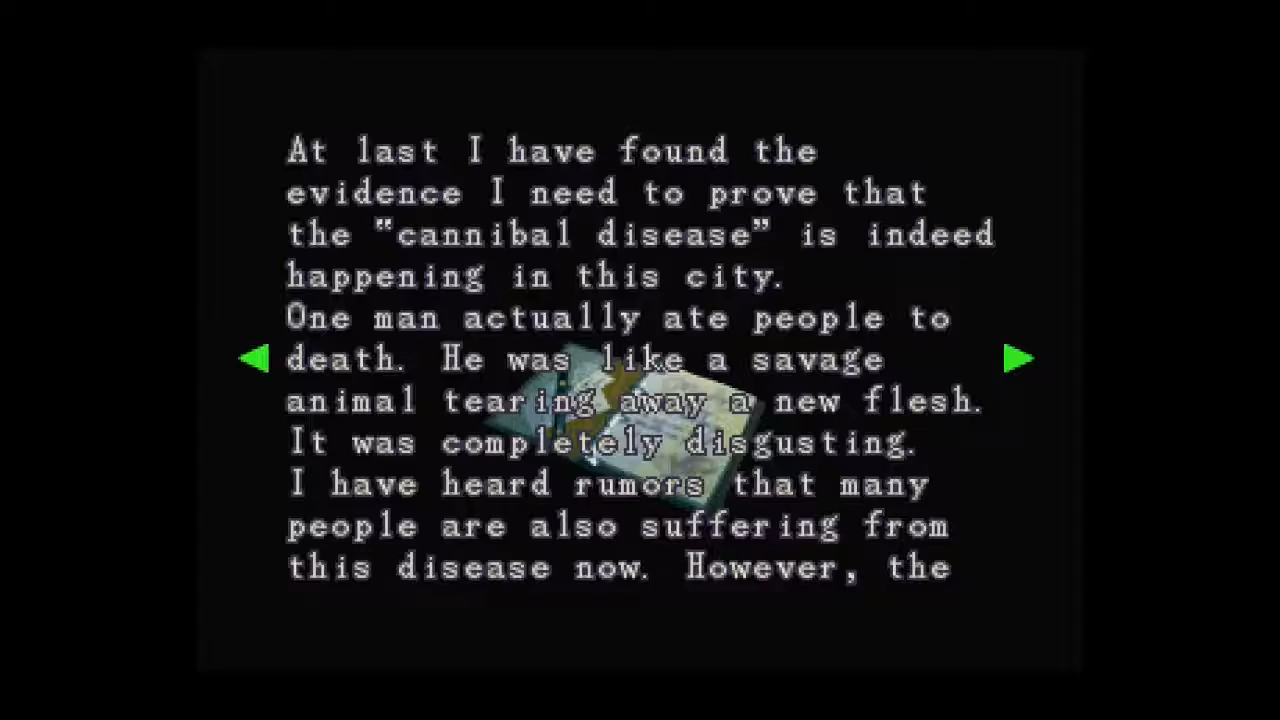 At last I have found the
evidence I need to prove that
the "cannibal disease" is indeed
happening in this city.
One man actually ate people to
death. He was like a savage
animal tearing away a new flesh.
It was completely disgusting.
I have heard rumors that many
people are also suffering from
this disease now. However, the